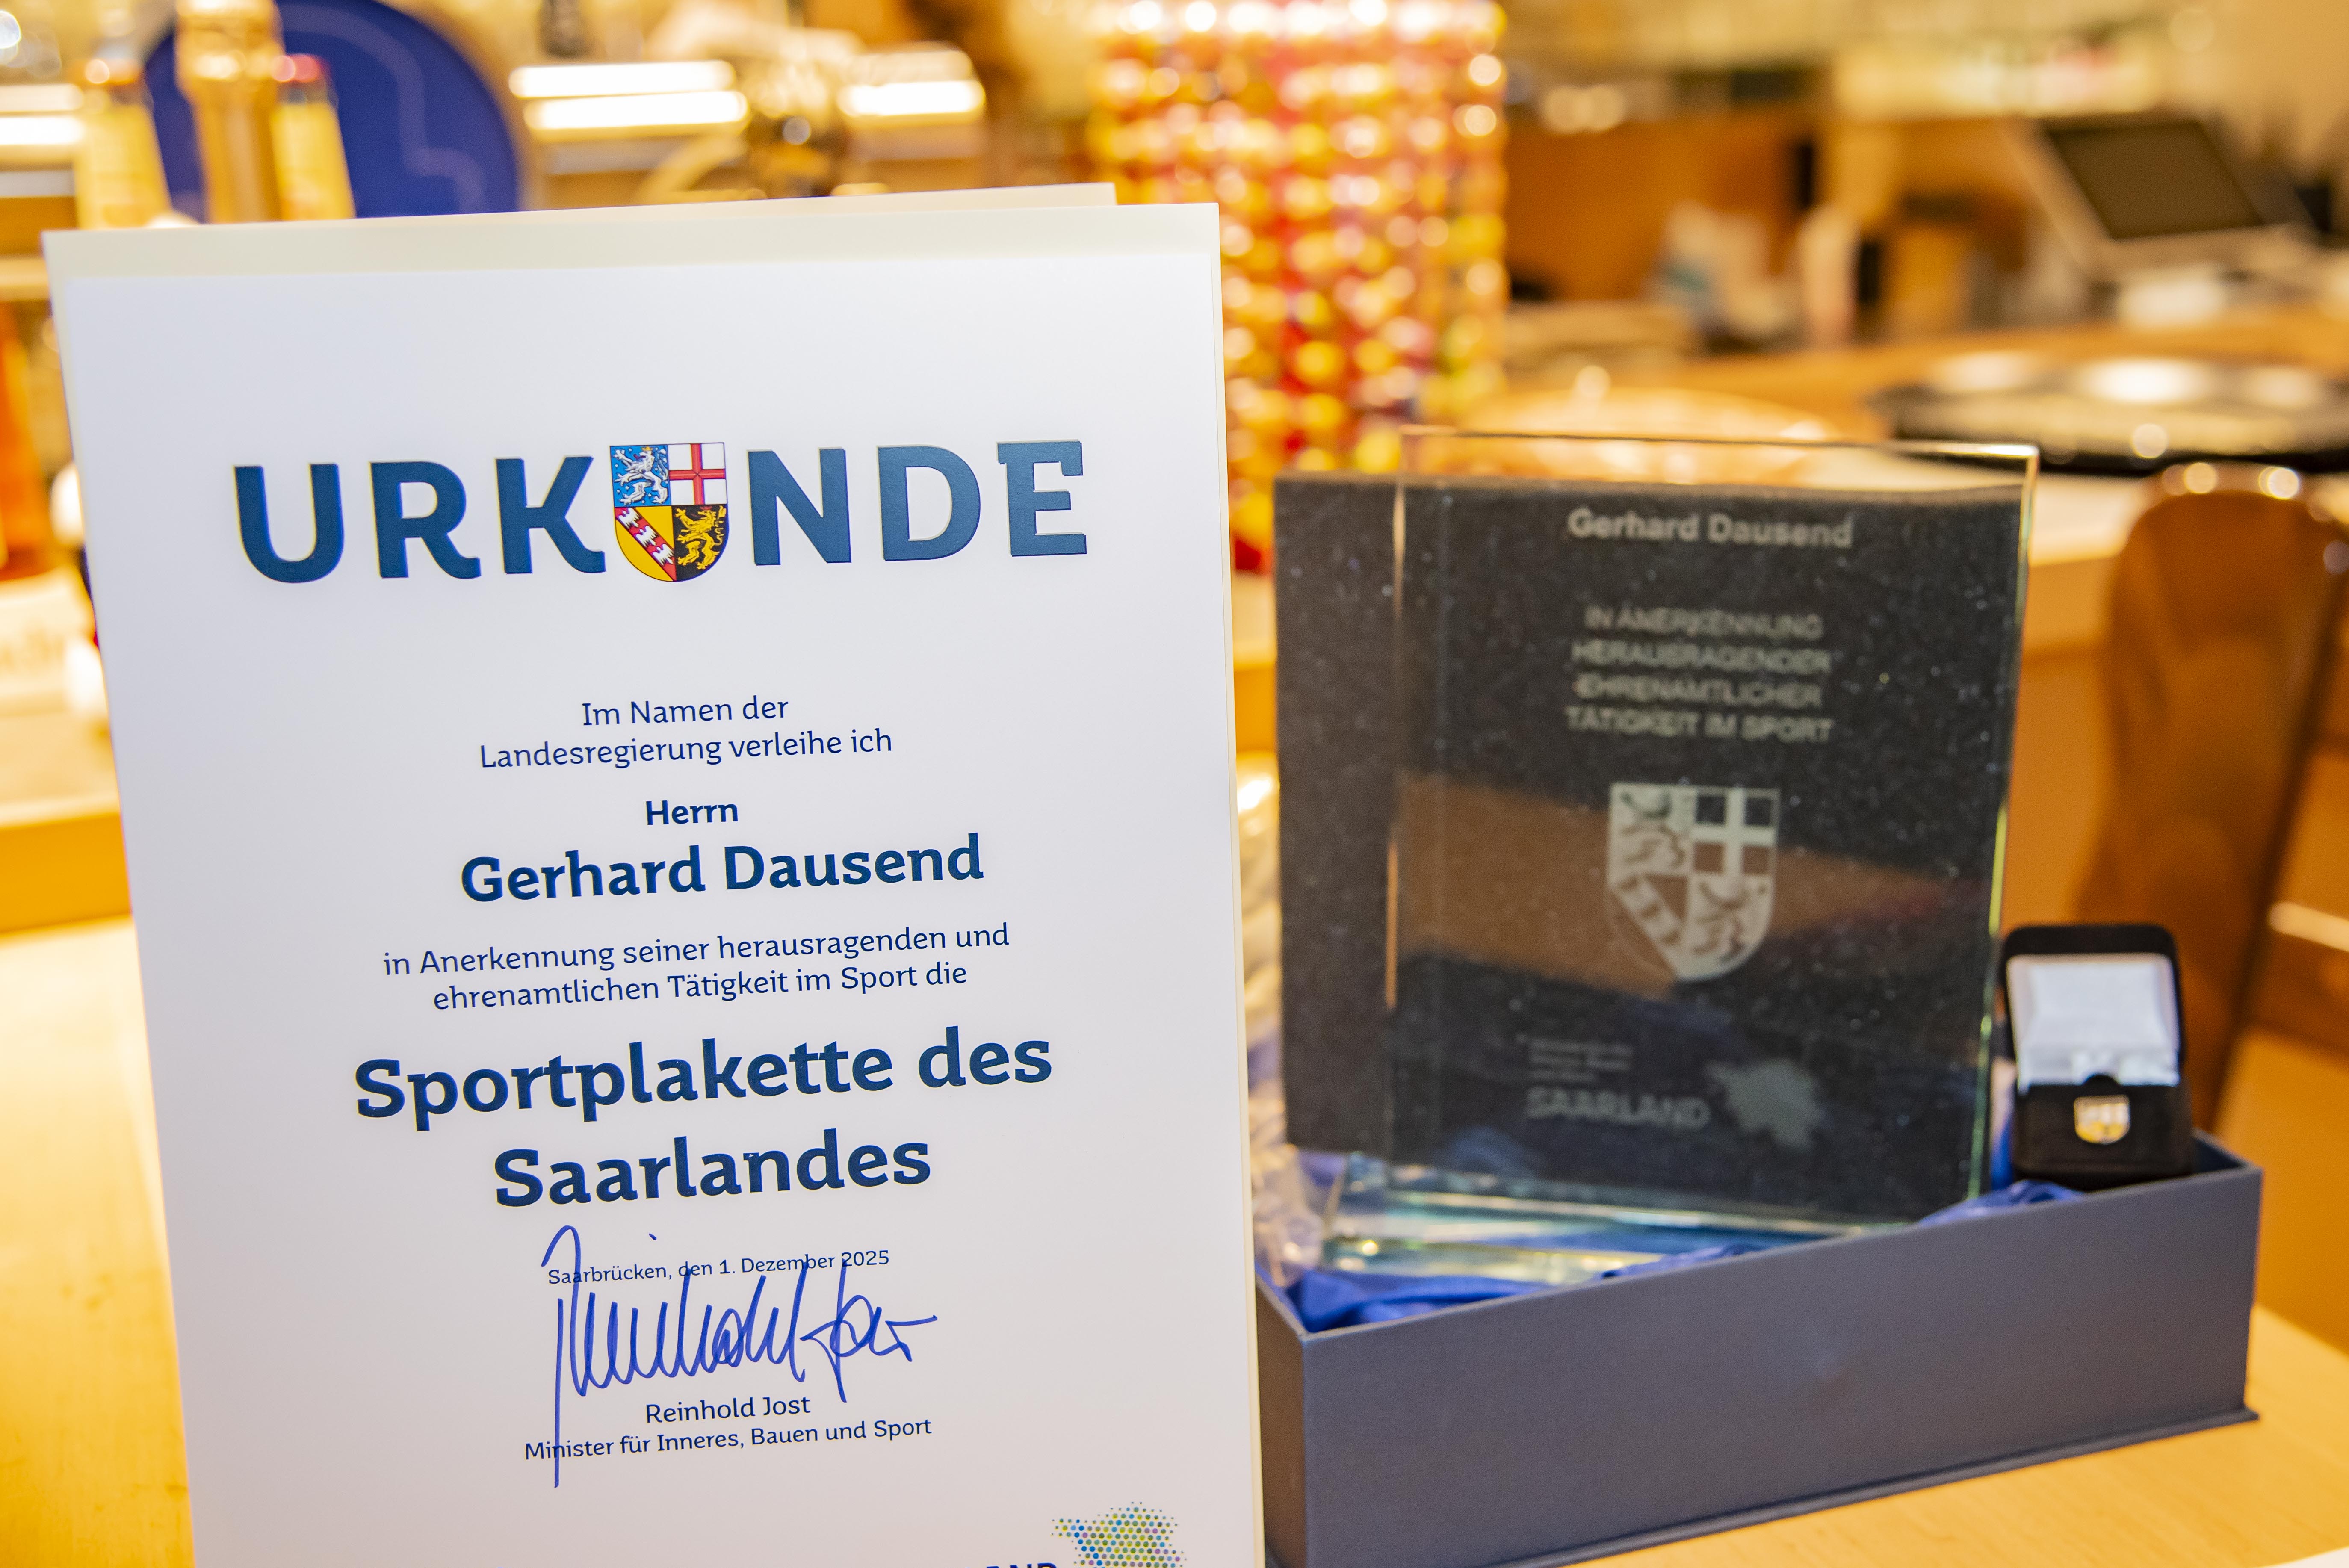 URKUNDE
Im Namen der
Landesregierung verleihe ich
Herrn
Gerhard Dausend
in Anerkennung seiner herausragenden und
ehrenamtlichen Tätigkeit im Sport die
Sportplakette des
Saarlandes
Saarbrücken, den 1. Dezember 2025
Reinhold Jost
Minister für Inneres, Bauen und Sport
Gerhard Dausend
IN ANERKENNUNG
HERAUSRAGENDER
EHRENAMTLICHER
TÄTIGKEIT IM SPORT
SAARLAND